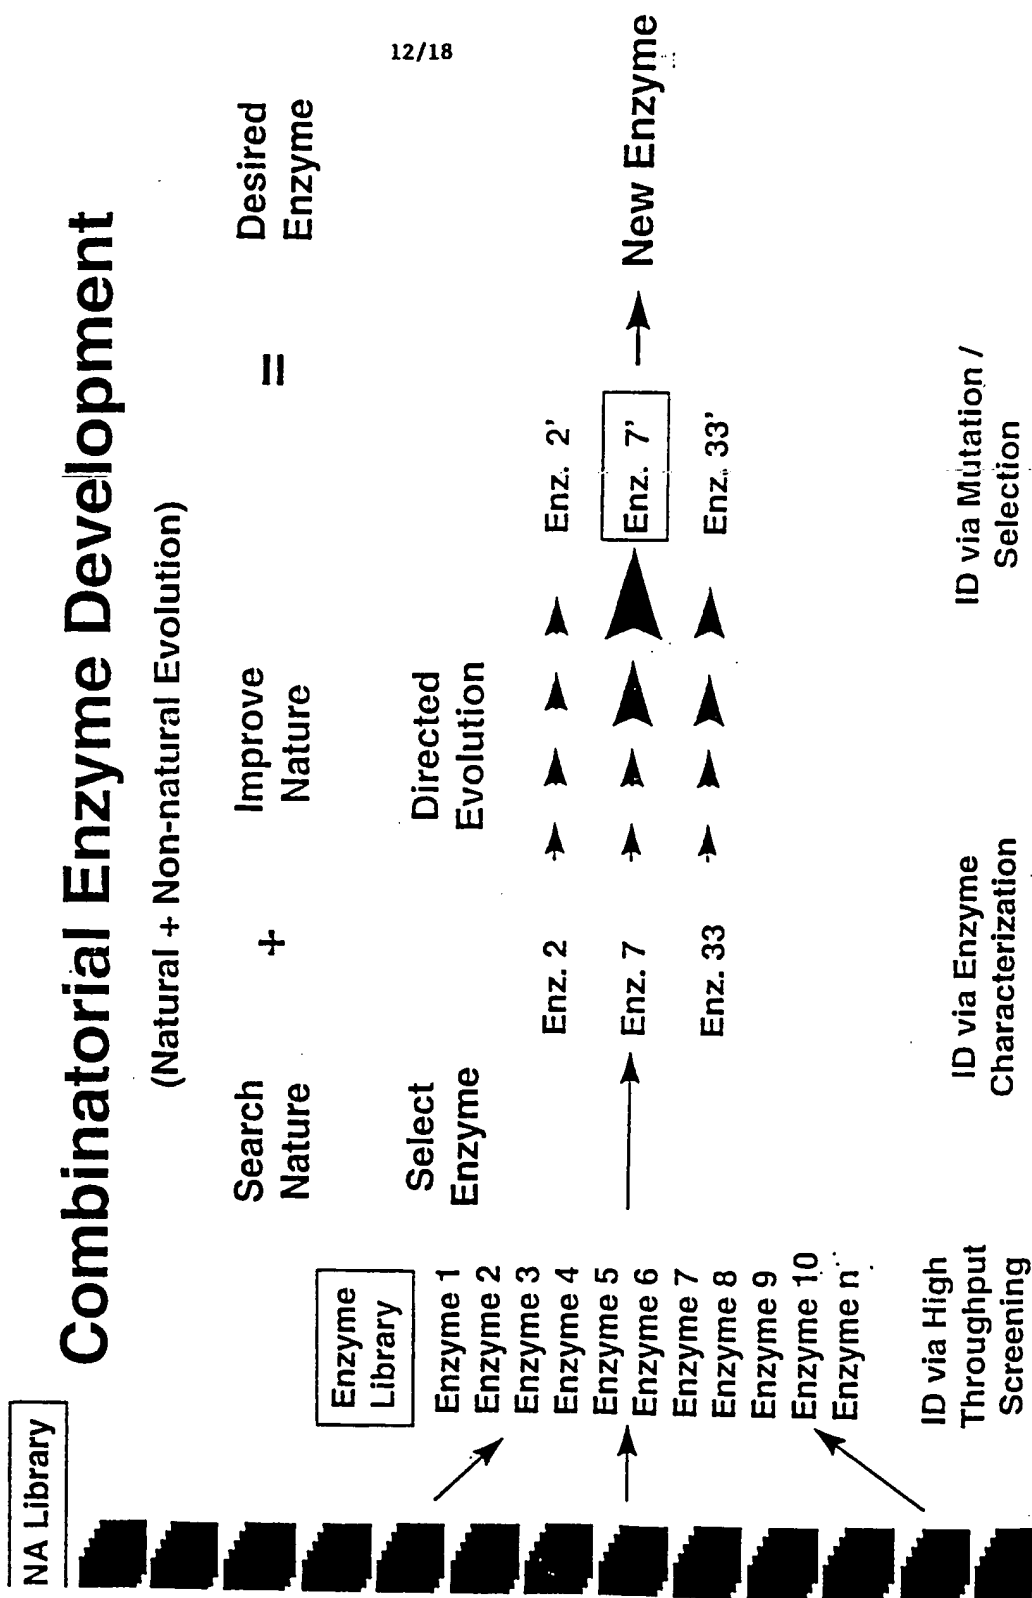 12/18
NA Library
Combinatorial Enzyme Development
(Natural + Non-natural Evolution)
Search
Nature
+
Improve
Nature
=
Desired
Enzyme
Enzyme
Library
Select
Enzyme
Directed
Evolution
Enzyme 1
Enzyme 2
Enzyme 3
Enzyme 4
Enzyme 5
Enzyme 6
Enzyme 7
Enzyme 8
Enzyme 9
Enzyme 10
Enzyme n
Enz. 2
Enz. 7
Enz. 33
Enz. 2'
Enz. 7'
Enz. 33'
New Enzyme
ID via High
Throughput
Screening
ID via Enzyme
Characterization
ID via Mutation /
Selection